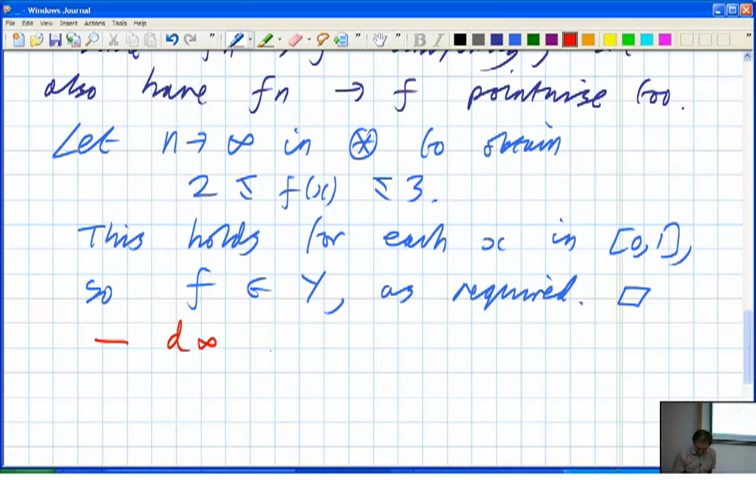 Windows Journal
File Edit View Insert Actions Tools Help
also have fn → f pointwise too.
Let n → ∞ in ⊛ to obtain
2 ≤ f(x) ≤ 3.
This holds for each x in [0,1],
so f ∈ Y, as required. □
— d∞